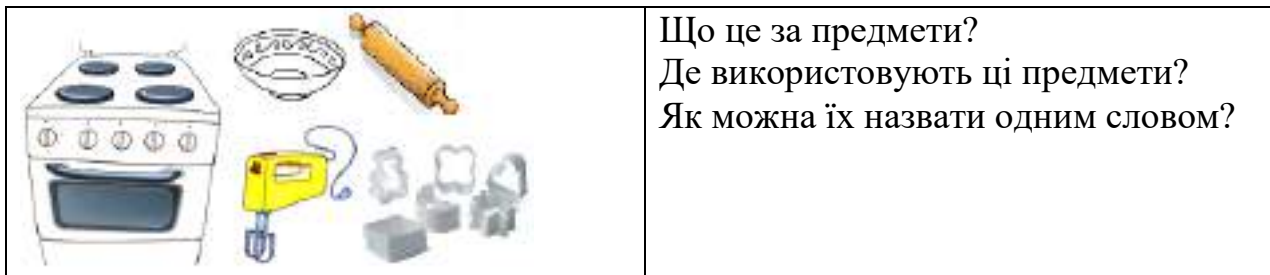 Що це за предмети?
Де використовують ці предмети?
Як можна їх назвати одним словом?